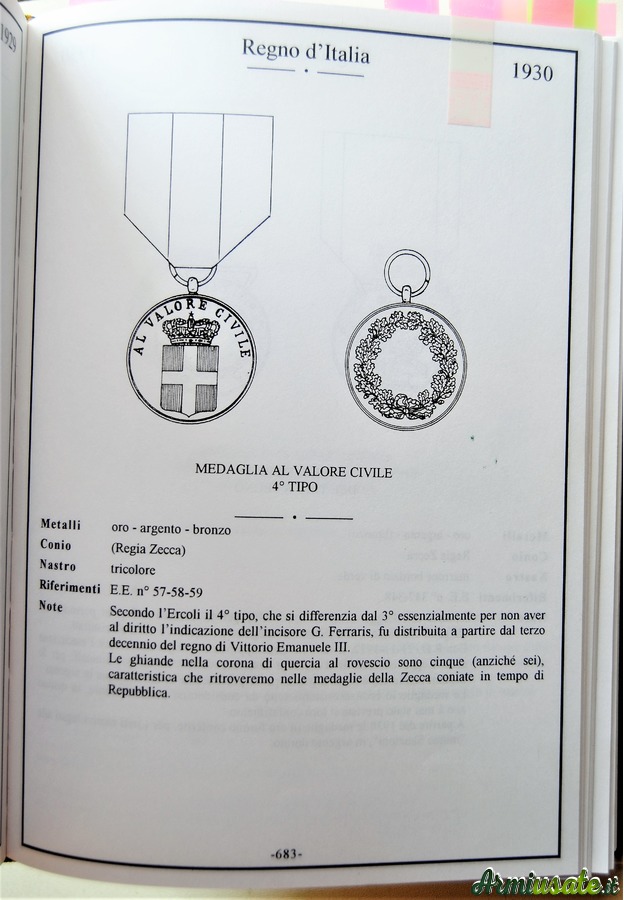 1929
Regno d'Italia
1930
AL VALORE CIVILE
MEDAGLIA AL VALORE CIVILE
4° TIPO
Metalli oro - argento - bronzo
Conio (Regia Zecca)
Nastro tricolore
Riferimenti E.E. n° 57-58-59
Note Secondo l'Ercoli il 4° tipo, che si differenzia dal 3° essenzialmente per non aver
al diritto l'indicazione dell'incisore G. Ferraris, fu distribuita a partire dal terzo
decennio del regno di Vittorio Emanuele III.
Le ghiande nella corona di quercia al rovescio sono cinque (anziché sei),
caratteristica che ritroveremo nelle medaglie della Zecca coniate in tempo di
Repubblica.
-683-
Armiusate.it